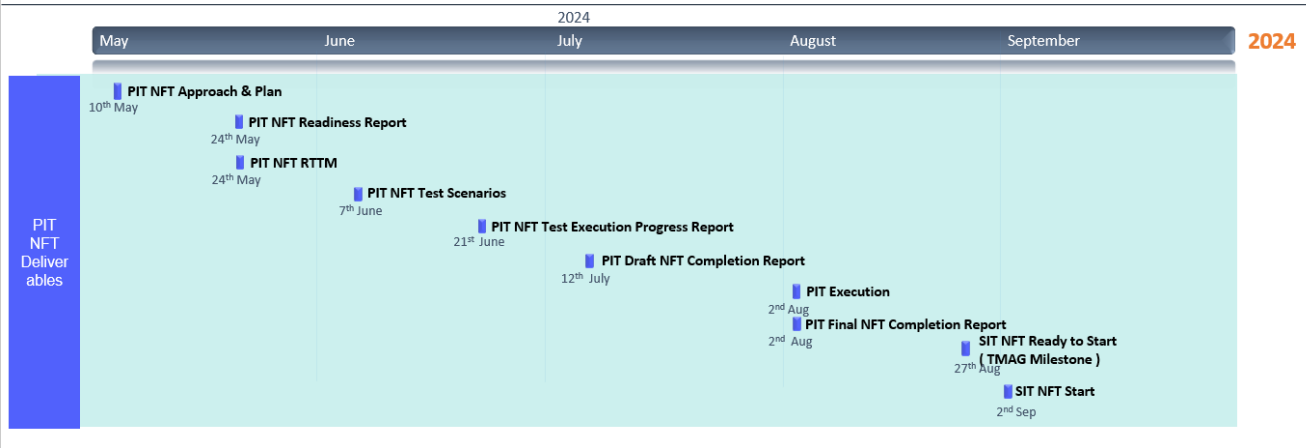 2024
May June July August September 2024
PIT NFT Approach & Plan
10th May
PIT NFT Readiness Report
24th May
PIT NFT RTTM
24th May
PIT NFT Test Scenarios
7th June
PIT NFT Test Execution Progress Report
21st June
PIT Draft NFT Completion Report
12th July
PIT Execution
2nd Aug
PIT Final NFT Completion Report
2nd Aug
SIT NFT Ready to Start
( TMAG Milestone )
27th Aug
SIT NFT Start
2nd Sep
PIT
NFT
Deliver
ables